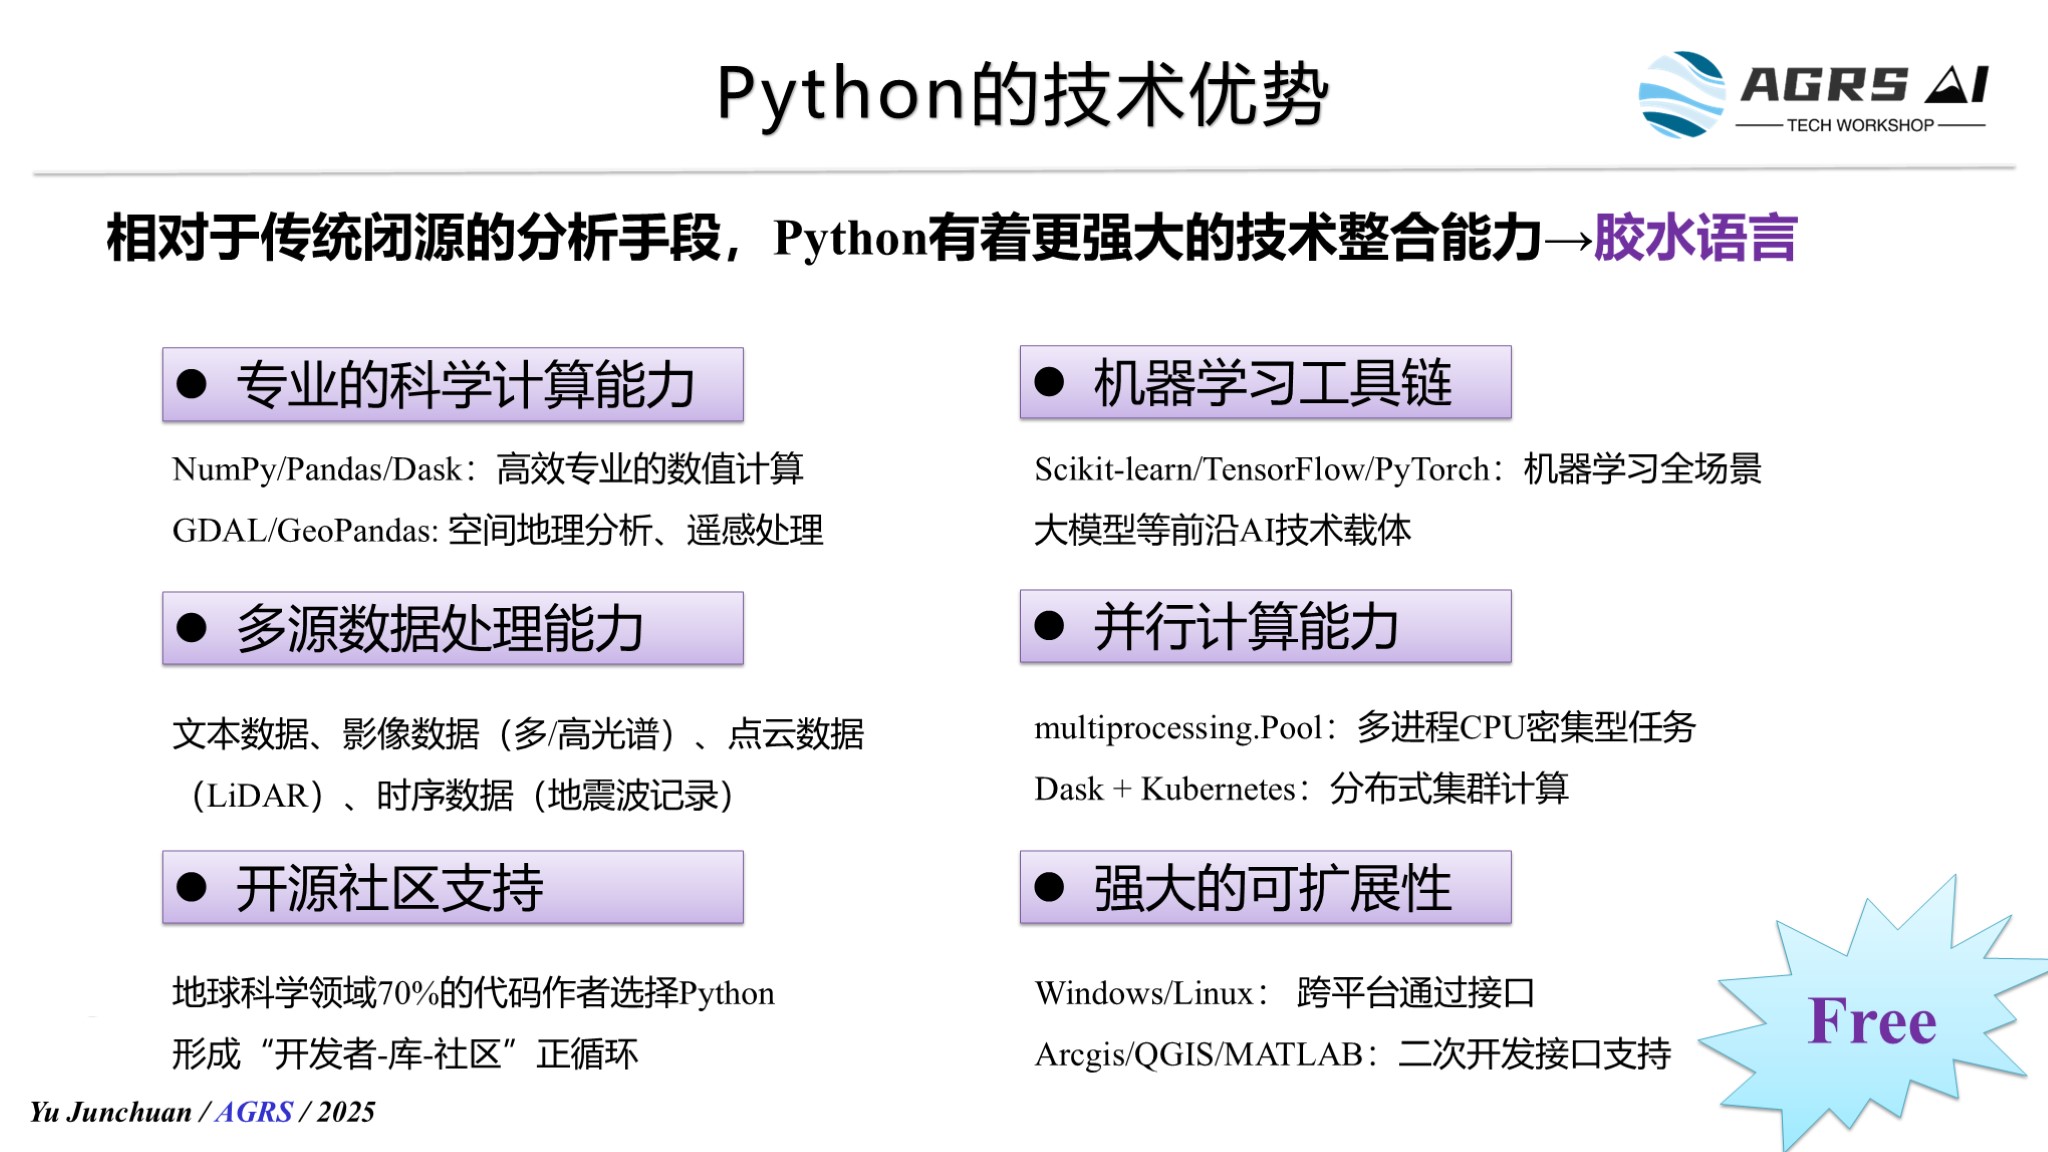 Python的技术优势
AGRS AI
TECH WORKSHOP
相对于传统闭源的分析手段，Python有着更强大的技术整合能力→胶水语言
● 专业的科学计算能力
NumPy/Pandas/Dask：高效专业的数值计算
GDAL/GeoPandas: 空间地理分析、遥感处理
● 机器学习工具链
Scikit-learn/TensorFlow/PyTorch：机器学习全场景
大模型等前沿AI技术载体
● 多源数据处理能力
文本数据、影像数据（多/高光谱）、点云数据
（LiDAR）、时序数据（地震波记录）
● 并行计算能力
multiprocessing.Pool：多进程CPU密集型任务
Dask + Kubernetes：分布式集群计算
● 开源社区支持
地球科学领域70%的代码作者选择Python
形成“开发者-库-社区”正循环
● 强大的可扩展性
Windows/Linux： 跨平台通过接口
Arcgis/QGIS/MATLAB：二次开发接口支持
Free
Yu Junchuan / AGRS / 2025